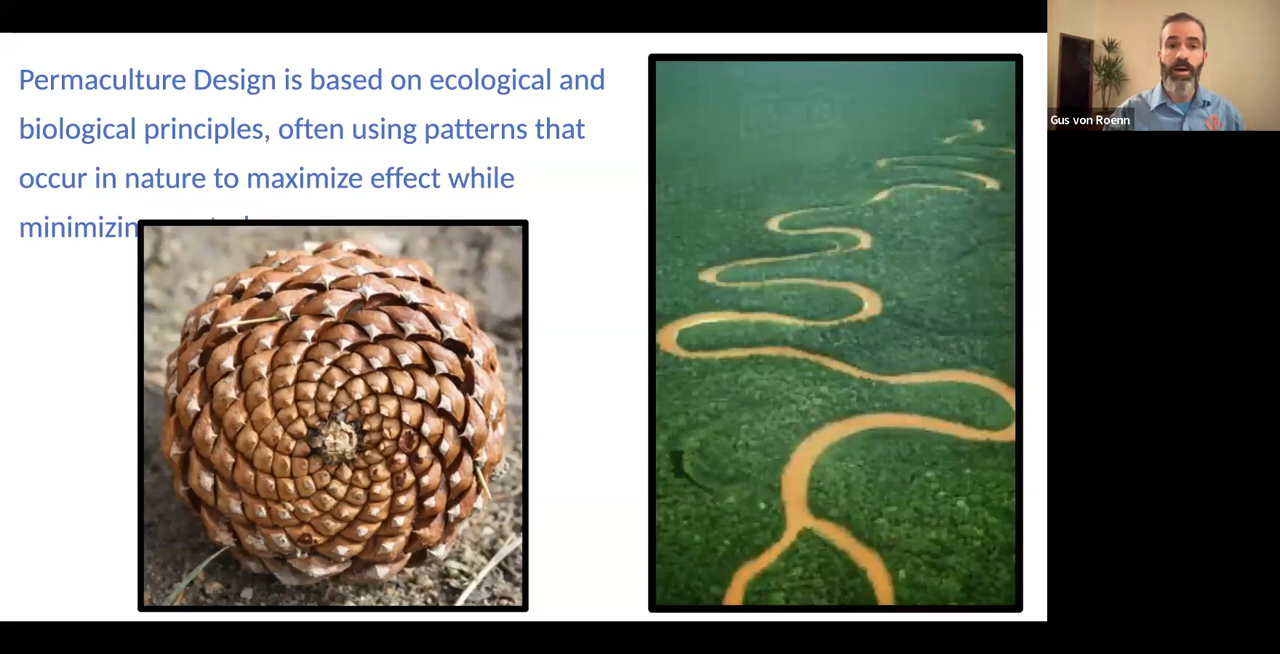 Permaculture Design is based on ecological and
biological principles, often using patterns that
occur in nature to maximize effect while
Gus von Roenn